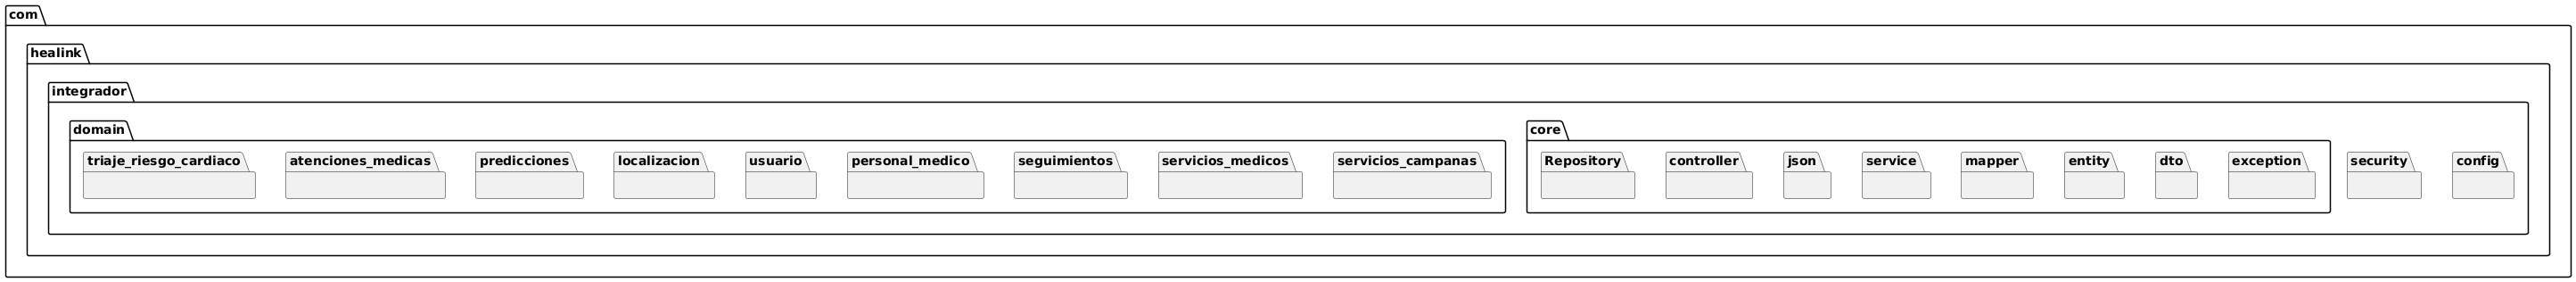 com
healink
integrador
domain
core
triaje_riesgo_cardiaco
atenciones_medicas
predicciones
localizacion
usuario
personal_medico
seguimientos
servicios_medicos
servicios_campanas
Repository
controller
json
service
mapper
entity
dto
exception
security
config